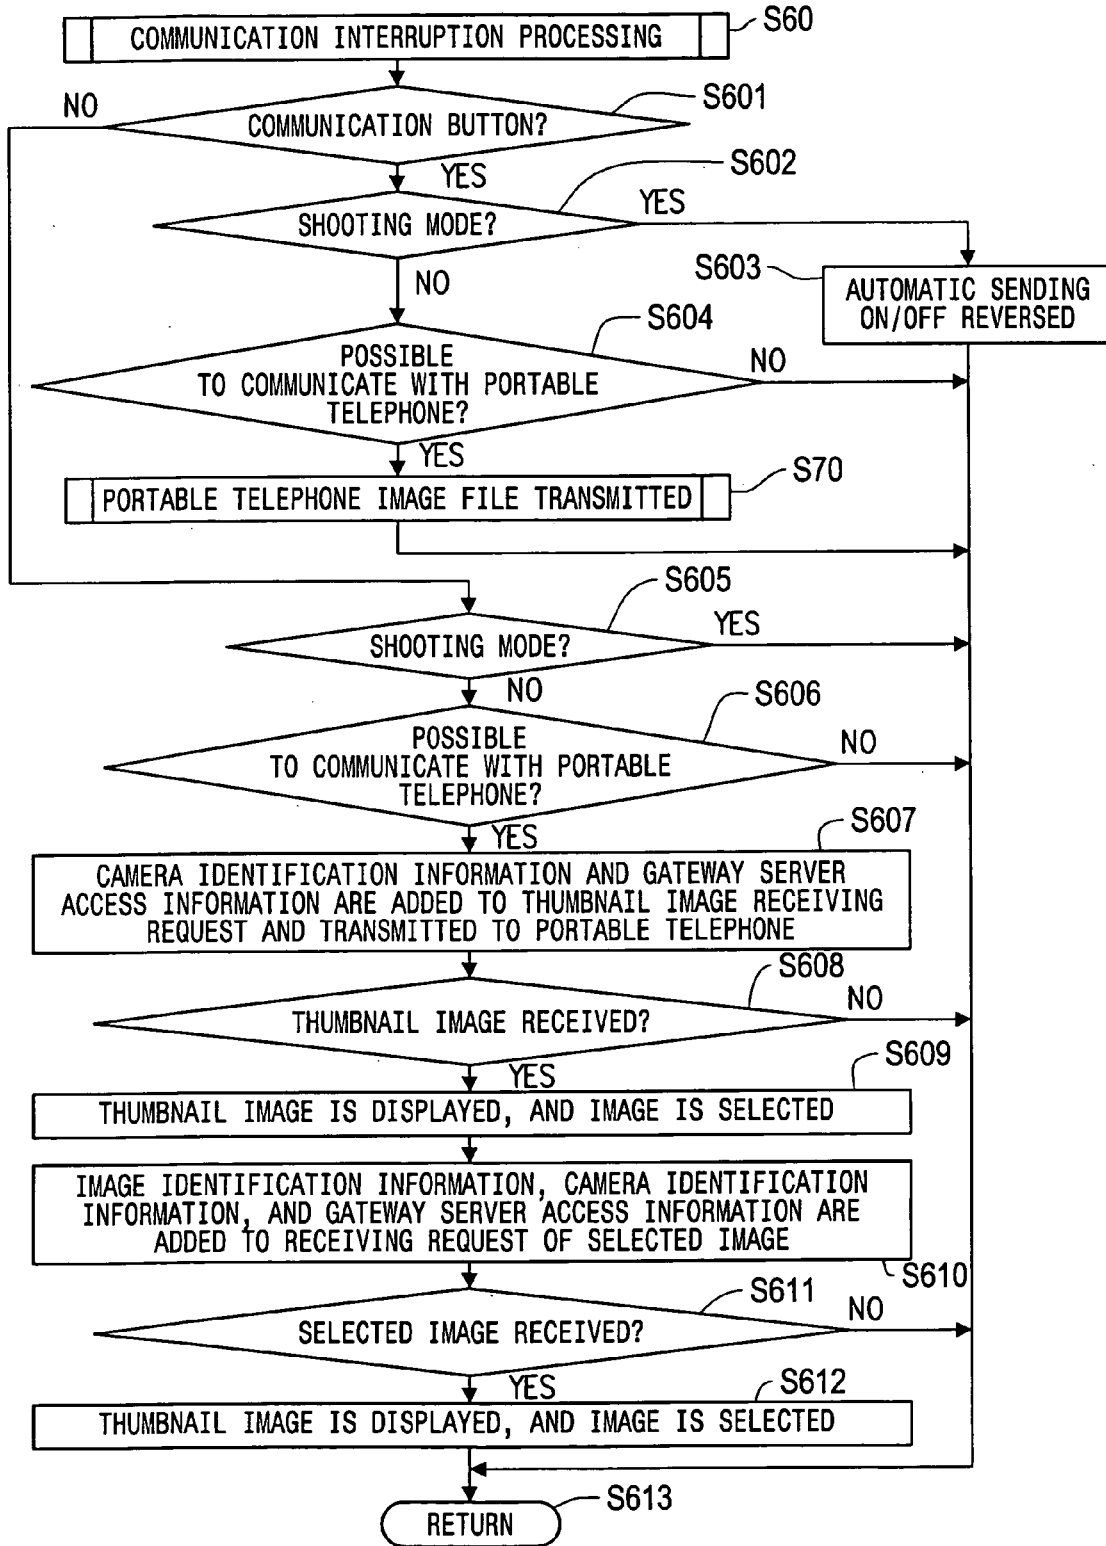 S60
COMMUNICATION INTERRUPTION PROCESSING
S601
NO
COMMUNICATION BUTTON?
YES
S602
SHOOTING MODE?
YES
NO
S603
AUTOMATIC SENDING
ON/OFF REVERSED
S604
POSSIBLE
TO COMMUNICATE WITH PORTABLE
TELEPHONE?
NO
YES
S70
PORTABLE TELEPHONE IMAGE FILE TRANSMITTED
S605
SHOOTING MODE?
YES
NO
S606
POSSIBLE
TO COMMUNICATE WITH PORTABLE
TELEPHONE?
NO
YES
S607
CAMERA IDENTIFICATION INFORMATION AND GATEWAY SERVER
ACCESS INFORMATION ARE ADDED TO THUMBNAIL IMAGE RECEIVING
REQUEST AND TRANSMITTED TO PORTABLE TELEPHONE
S608
THUMBNAIL IMAGE RECEIVED?
NO
YES
S609
THUMBNAIL IMAGE IS DISPLAYED, AND IMAGE IS SELECTED
IMAGE IDENTIFICATION INFORMATION, CAMERA IDENTIFICATION
INFORMATION, AND GATEWAY SERVER ACCESS INFORMATION ARE
ADDED TO RECEIVING REQUEST OF SELECTED IMAGE
S610
S611
SELECTED IMAGE RECEIVED?
NO
YES
S612
THUMBNAIL IMAGE IS DISPLAYED, AND IMAGE IS SELECTED
S613
RETURN